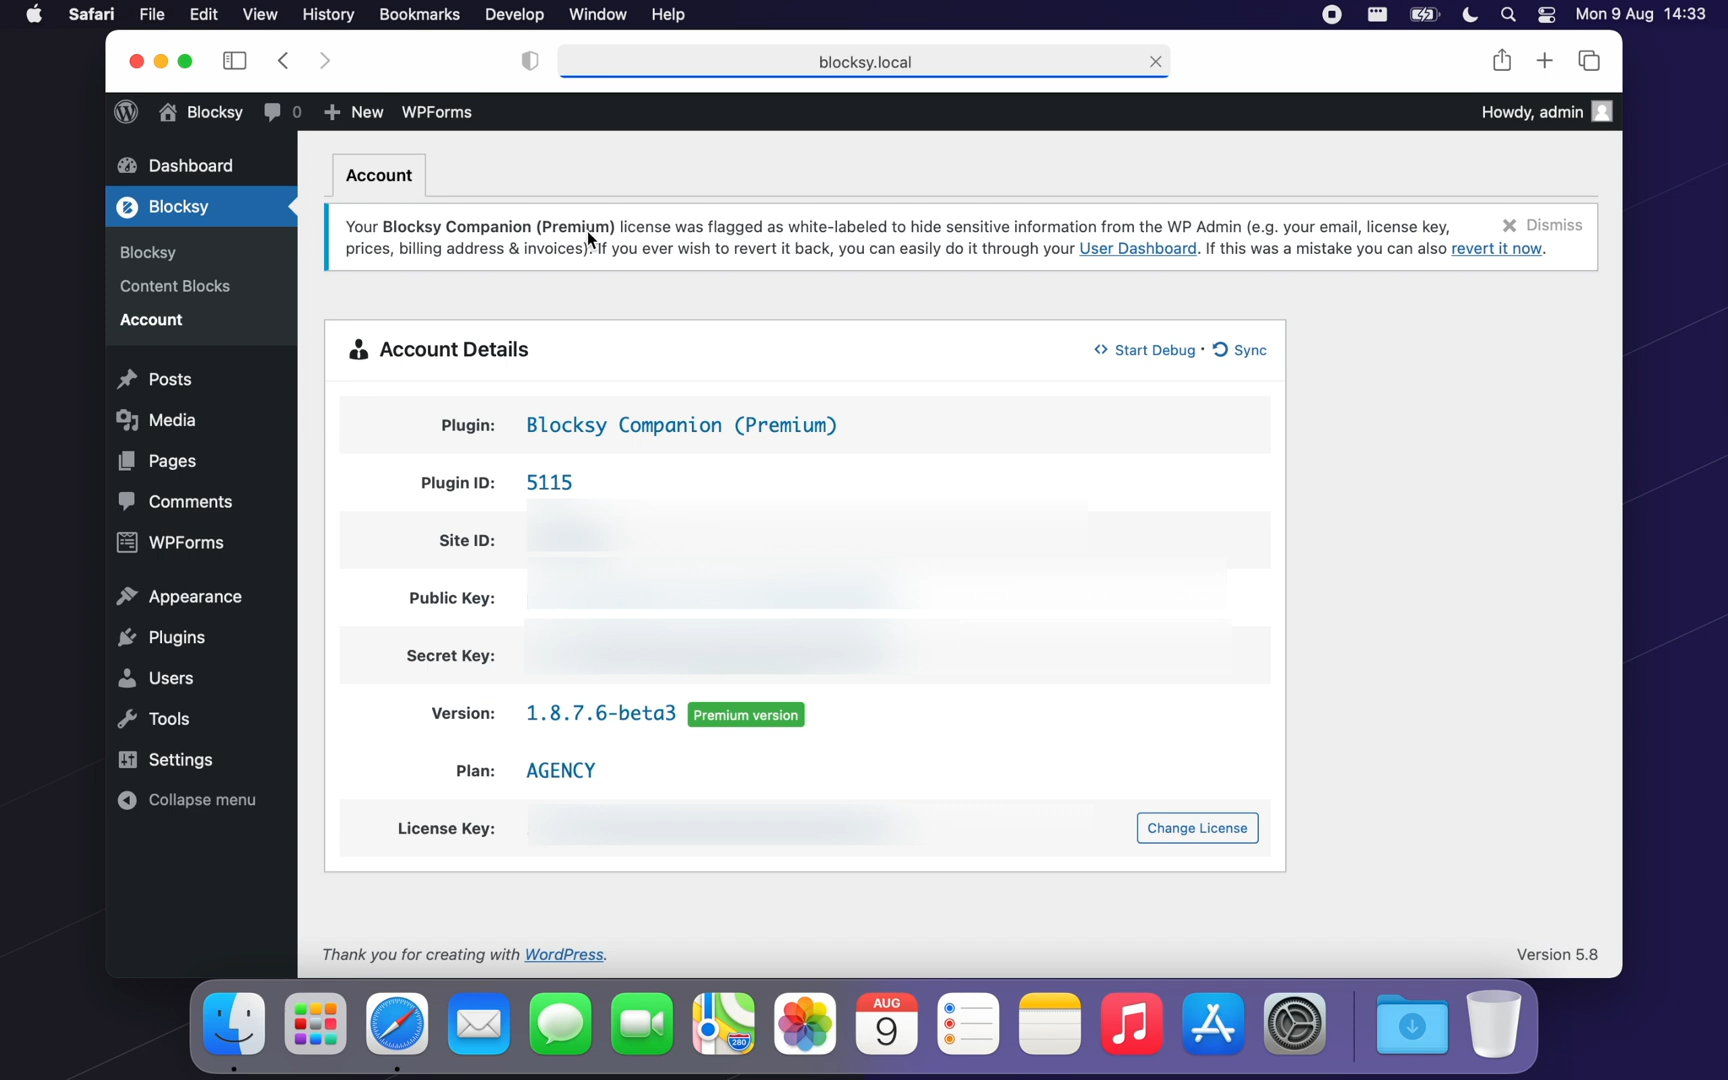 Safari File Edit View History Bookmarks Develop Window Help Mon 9 Aug 14:33
blocksy.local
Blocksy 0 New WPForms Howdy, admin
Dashboard
Blocksy
Blocksy
Content Blocks
Account
Posts
Media
Pages
Comments
WPForms
Appearance
Plugins
Users
Tools
Settings
Collapse menu
Account
Your Blocksy Companion (Premium) license was flagged as white-labeled to hide sensitive information from the WP Admin (e.g. your email, license key,
prices, billing address & invoices). If you ever wish to revert it back, you can easily do it through your User Dashboard. If this was a mistake you can also revert it now.
Dismiss
Account Details
Start Debug · Sync
Plugin: Blocksy Companion (Premium)
Plugin ID: 5115
Site ID:
Public Key:
Secret Key:
Version: 1.8.7.6-beta3 Premium version
Plan: AGENCY
License Key: Change License
Thank you for creating with WordPress. Version 5.8
AUG
9
280